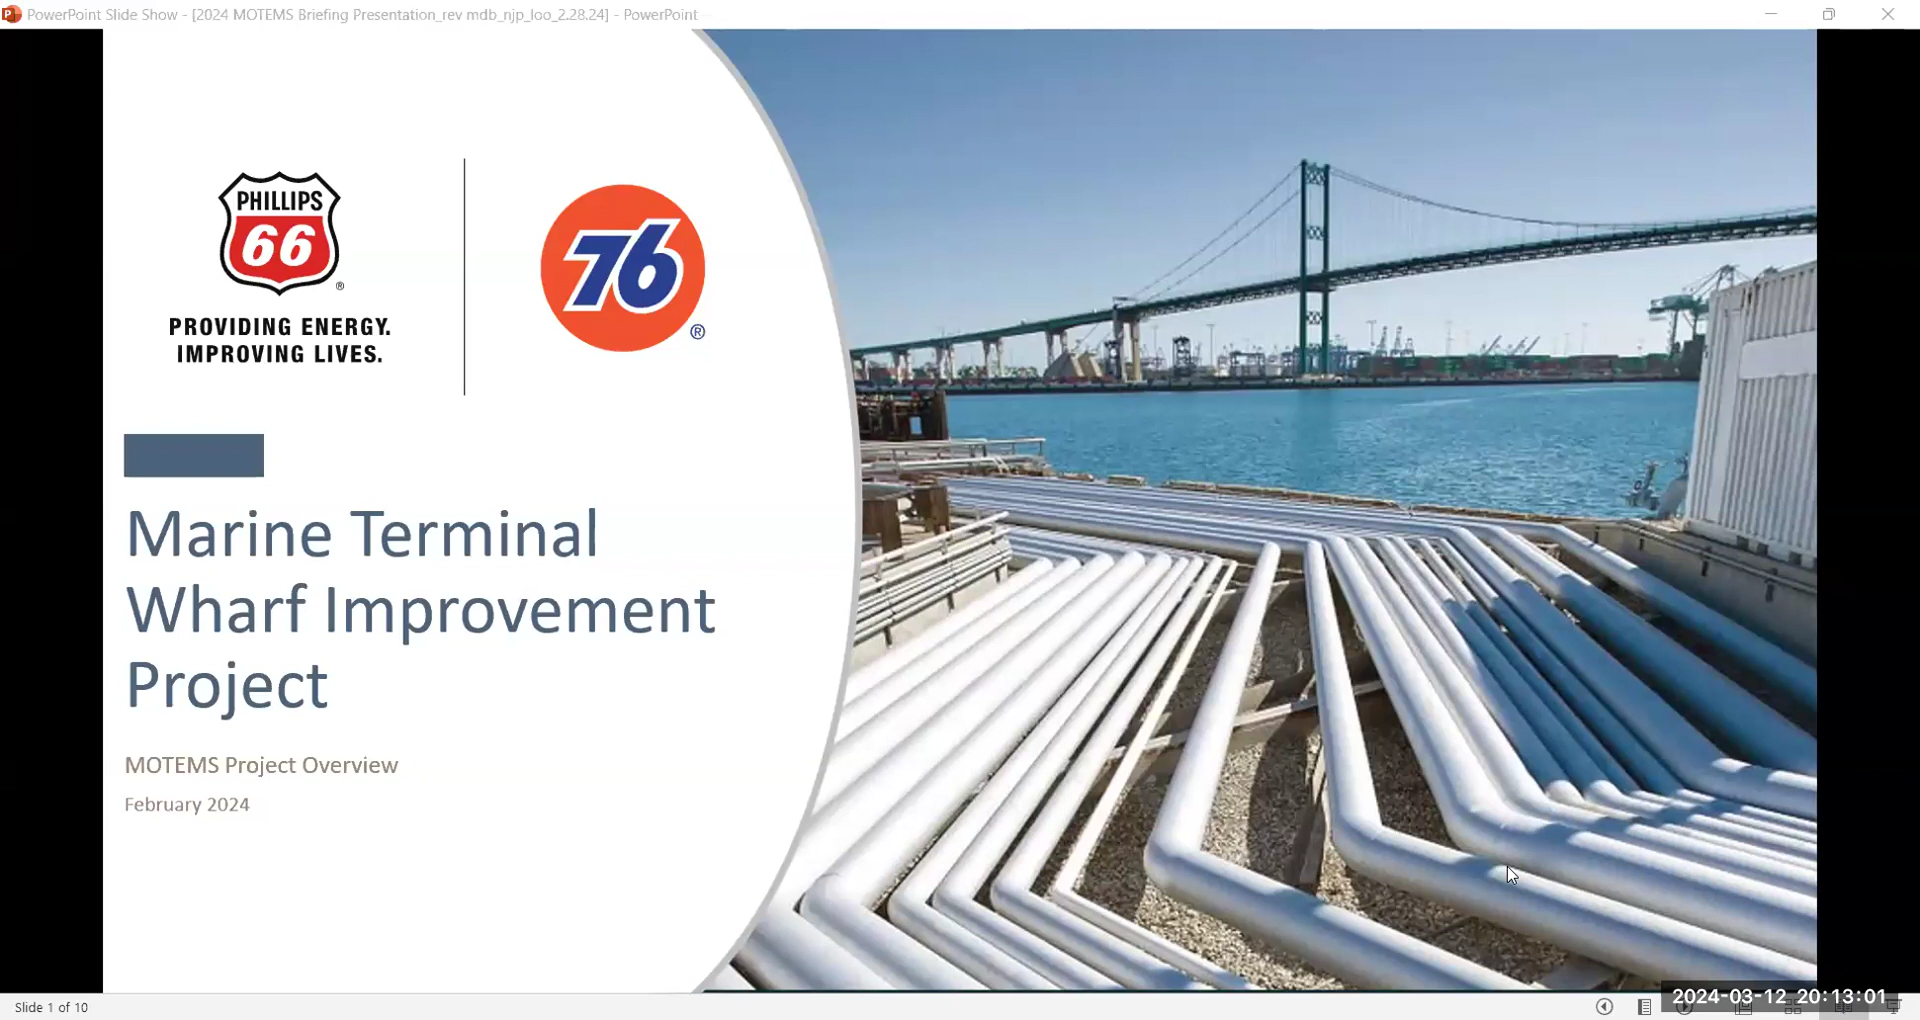 PowerPoint Slide Show - [2024 MOTEMS Briefing Presentation_rev mdb_njp_loo_2.28.24] - PowerPoint
PHILLIPS
66
®
PROVIDING ENERGY.
IMPROVING LIVES.
76
®
Marine Terminal
Wharf Improvement
Project
MOTEMS Project Overview
February 2024
Slide 1 of 10
2024-03-12 20:13:01